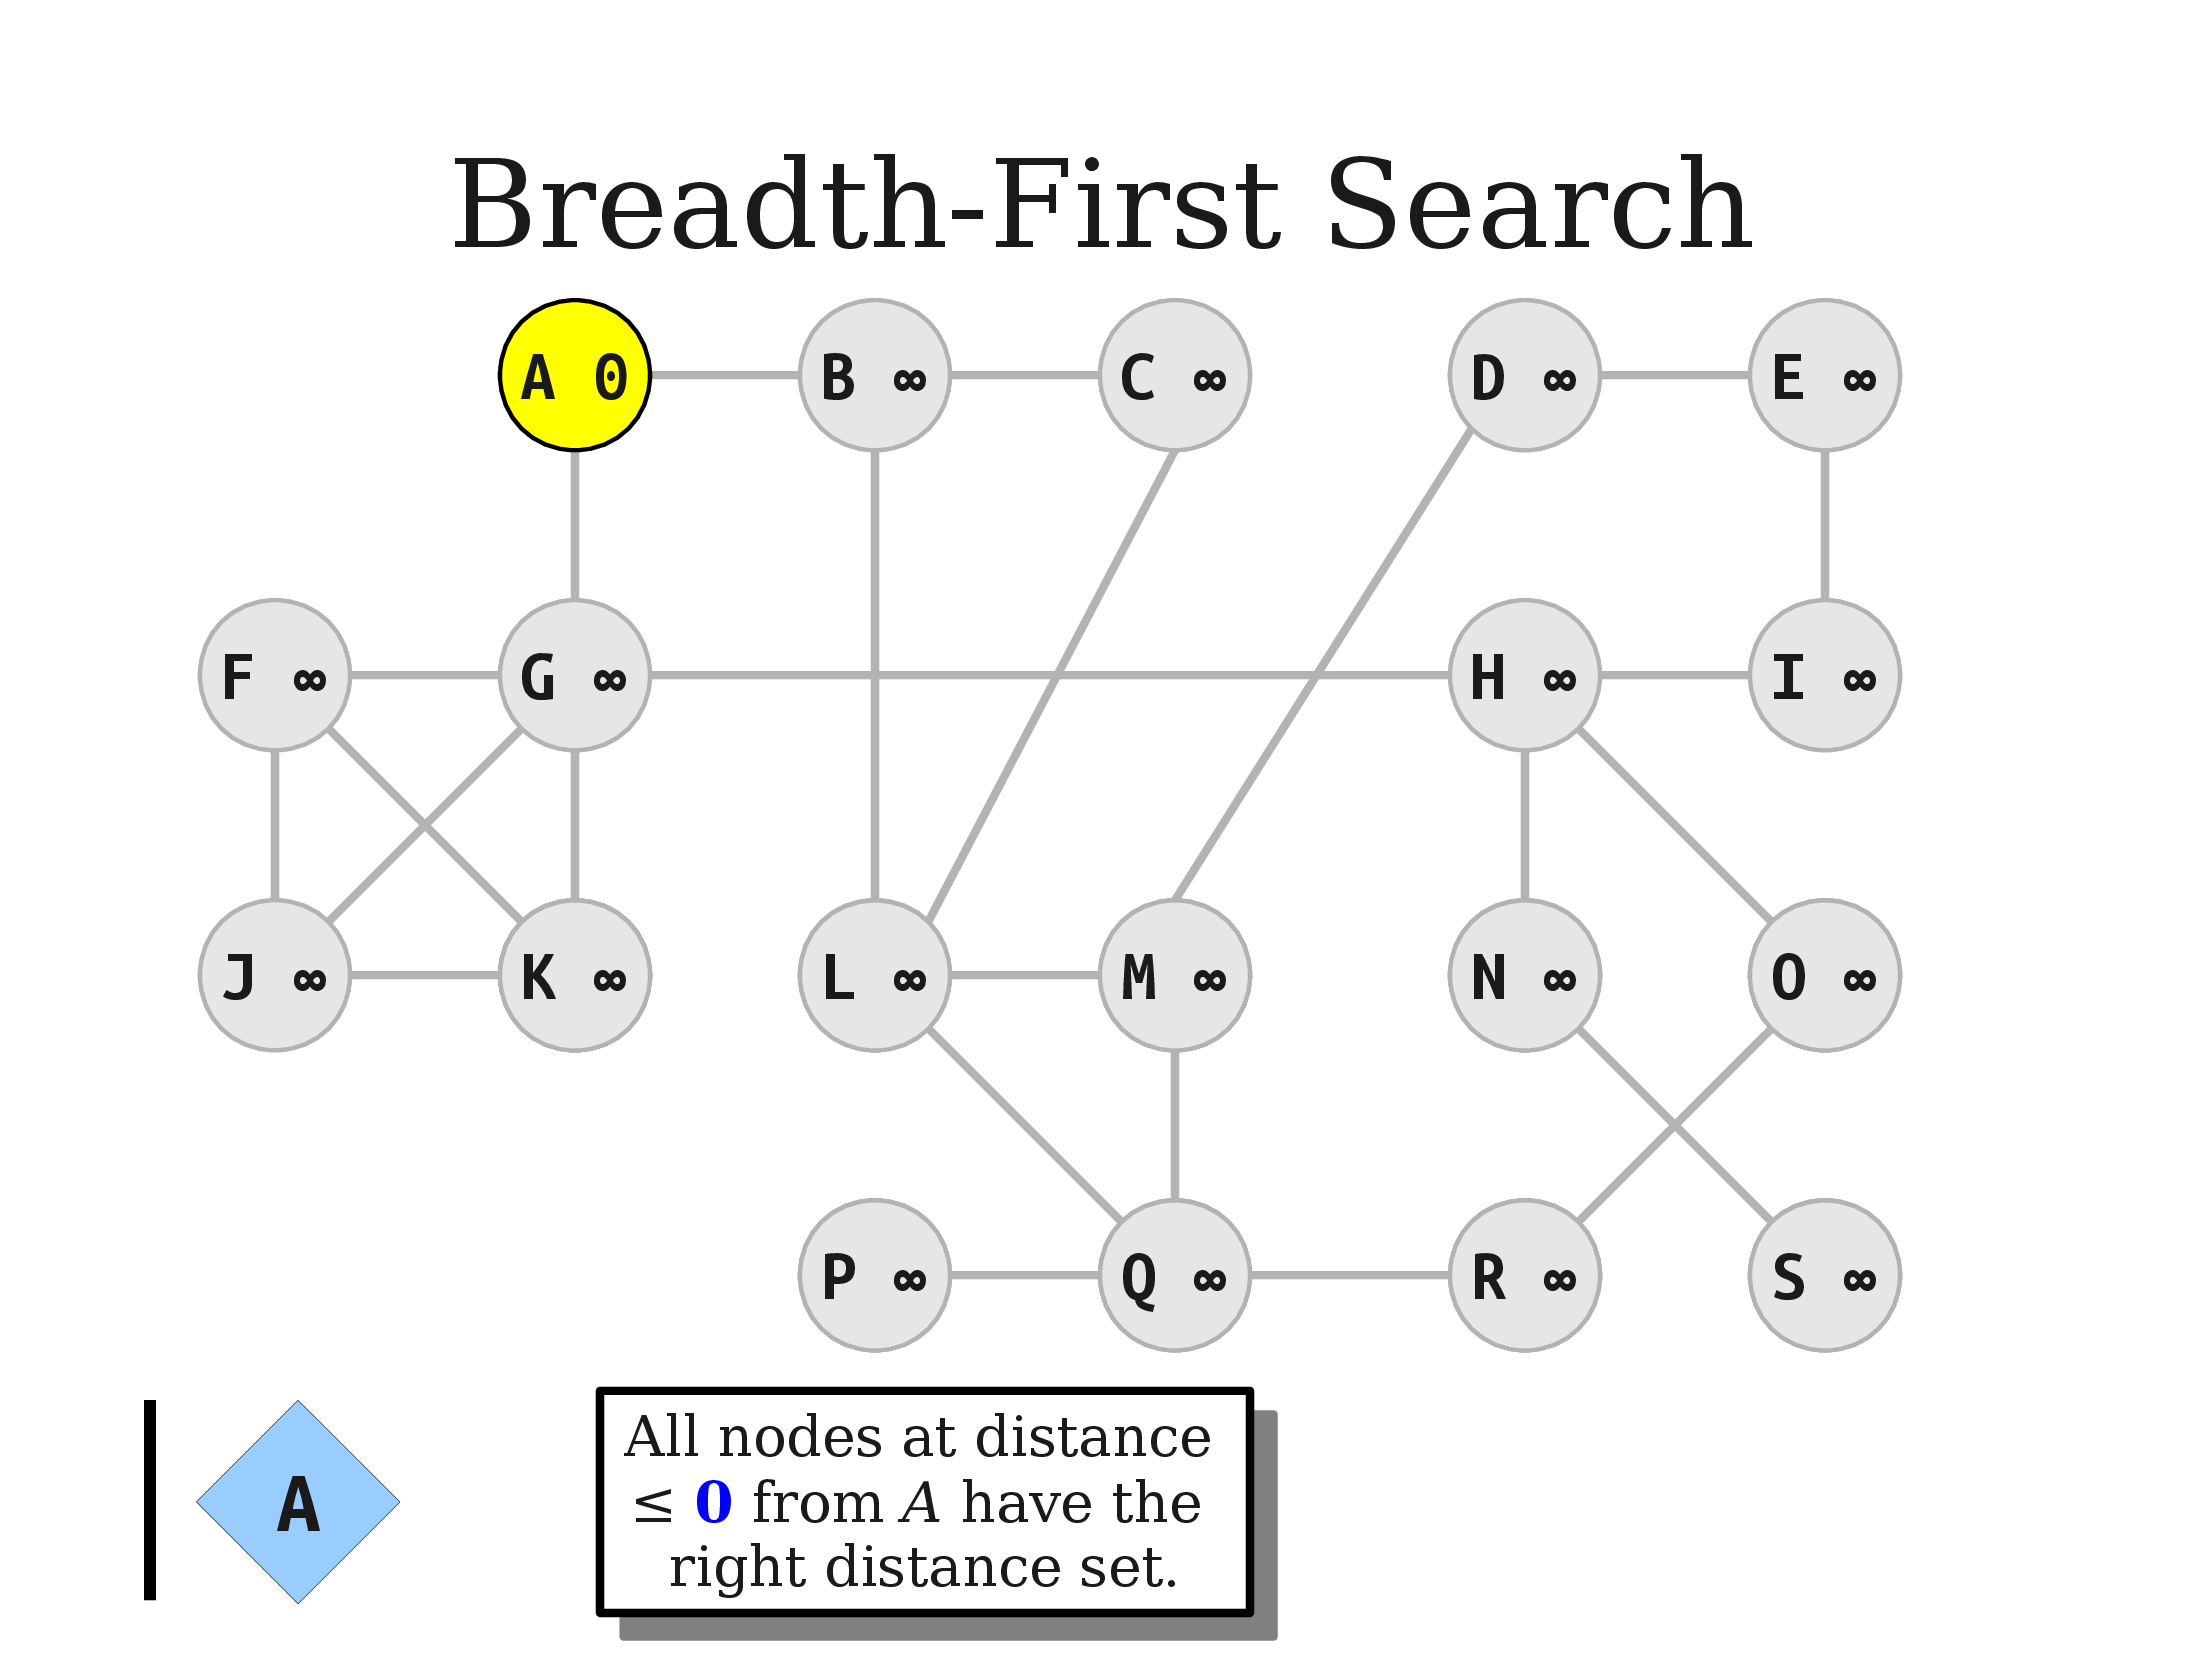 Breadth-First Search
A 0 B ∞ C ∞ D ∞ E ∞
F ∞ G ∞ H ∞ I ∞
J ∞ K ∞ L ∞ M ∞ N ∞ O ∞
P ∞ Q ∞ R ∞ S ∞
A
All nodes at distance
≤ 0 from A have the
right distance set.